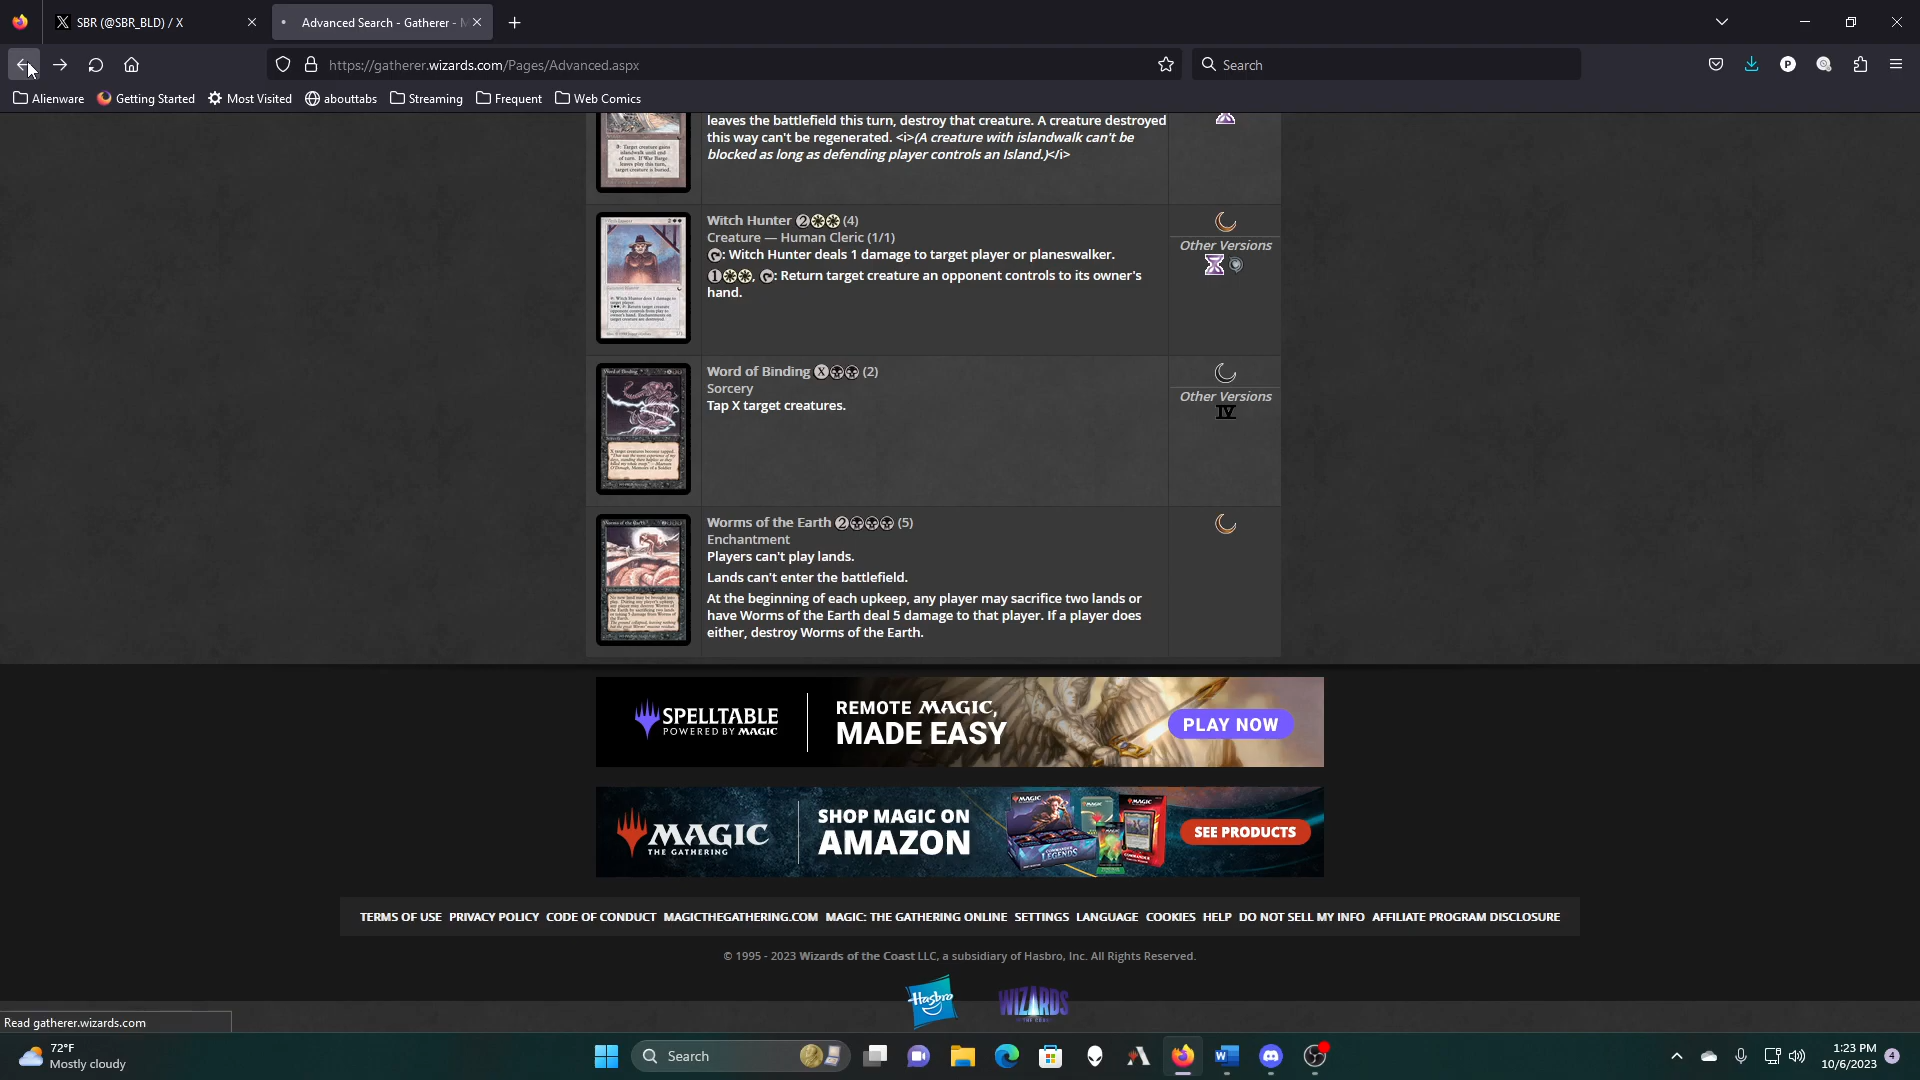 SBR (@SBR_BLD) / X
Advanced Search - Gatherer - M
https://gatherer.wizards.com/Pages/Advanced.aspx
Search
Alienware
Getting Started
Most Visited
abouttabs
Streaming
Frequent
Web Comics
leaves the battlefield this turn, destroy that creature. A creature destroyed
this way can't be regenerated. <i>(A creature with islandwalk can't be
blocked as long as defending player controls an Island.)</i>
Witch Hunter 2 (4)
Creature — Human Cleric (1/1)
: Witch Hunter deals 1 damage to target player or planeswalker.
1, : Return target creature an opponent controls to its owner's
hand.
Other Versions
Word of Binding X (2)
Sorcery
Tap X target creatures.
Other Versions
IV
Worms of the Earth 2 (5)
Enchantment
Players can't play lands.
Lands can't enter the battlefield.
At the beginning of each upkeep, any player may sacrifice two lands or
have Worms of the Earth deal 5 damage to that player. If a player does
either, destroy Worms of the Earth.
SPELLTABLE
POWERED BY MAGIC
REMOTE MAGIC,
MADE EASY
PLAY NOW
MAGIC
THE GATHERING
SHOP MAGIC ON
AMAZON
SEE PRODUCTS
TERMS OF USE PRIVACY POLICY CODE OF CONDUCT MAGICTHEGATHERING.COM MAGIC: THE GATHERING ONLINE SETTINGS LANGUAGE COOKIES HELP DO NOT SELL MY INFO AFFILIATE PROGRAM DISCLOSURE
© 1995 - 2023 Wizards of the Coast LLC, a subsidiary of Hasbro, Inc. All Rights Reserved.
Hasbro
WIZARDS
Read gatherer.wizards.com
72°F
Mostly cloudy
Search
1:23 PM
10/6/2023
4